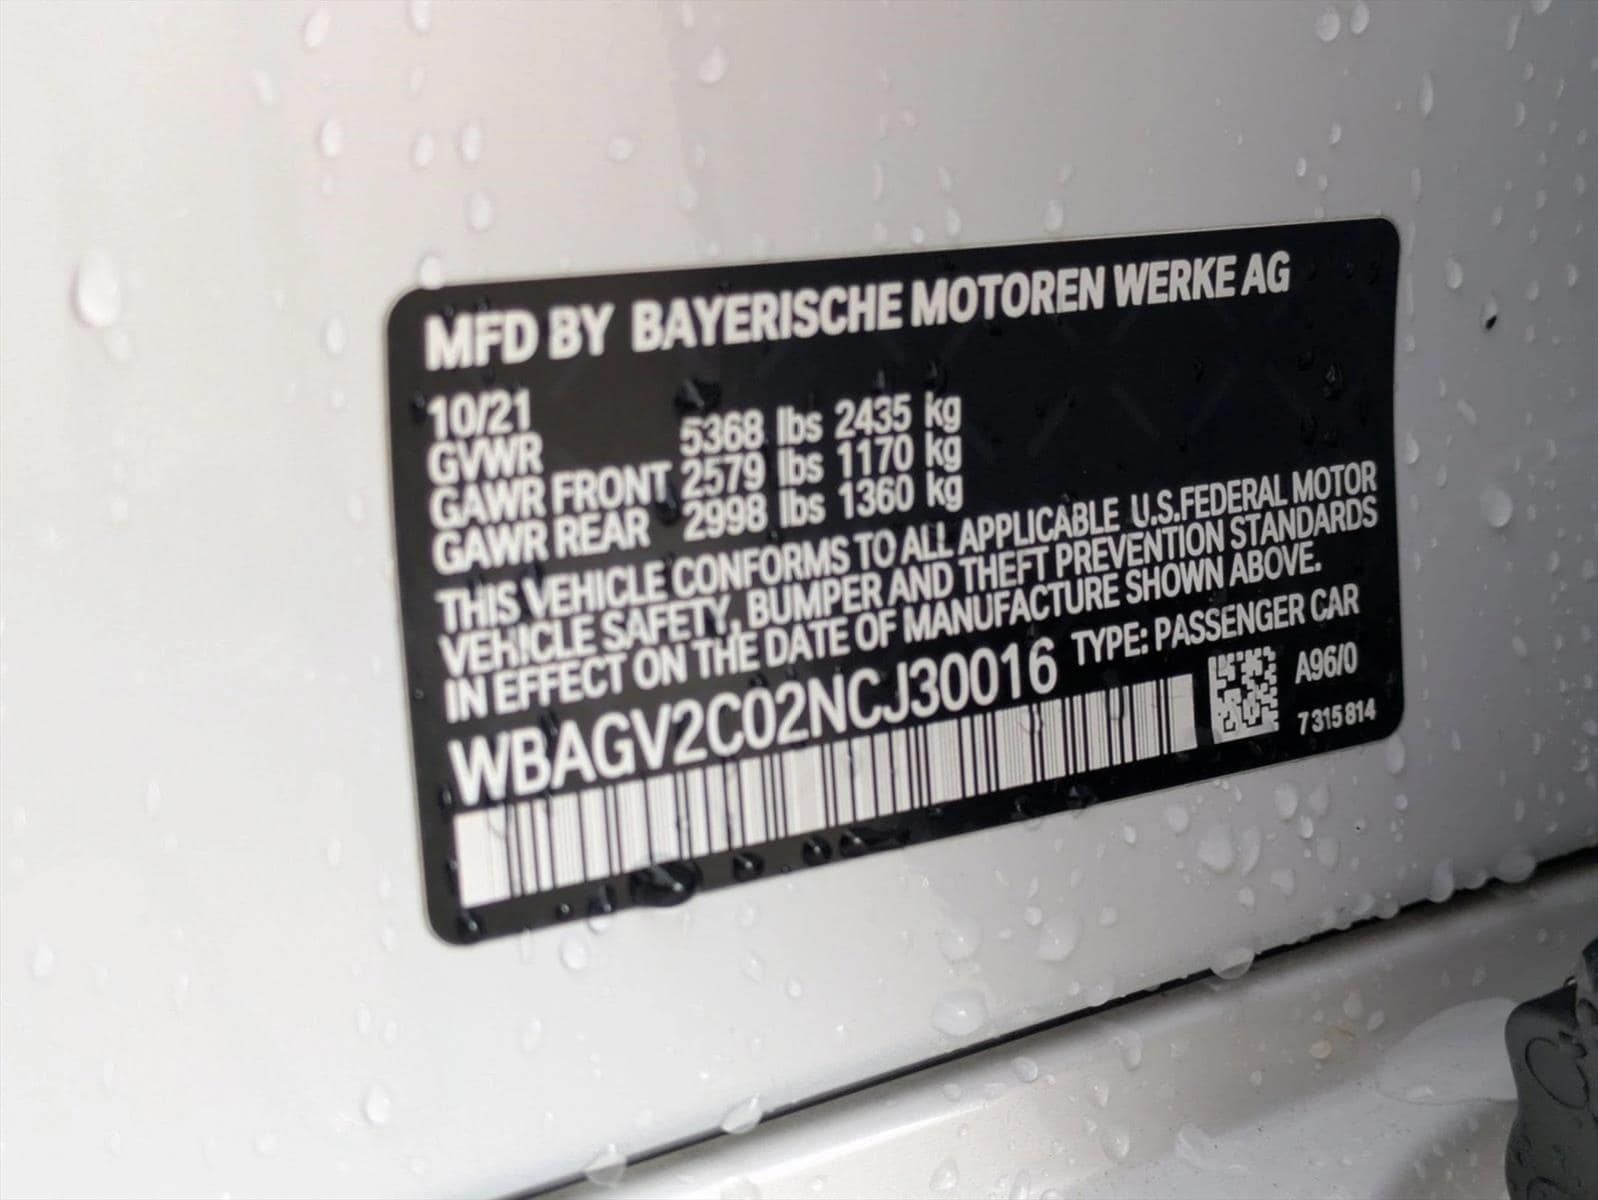 MFD BY BAYERISCHE MOTOREN WERKE AG
10/21
GVWR 5368 lbs 2435 kg
GAWR FRONT 2579 lbs 1170 kg
GAWR REAR 2998 lbs 1360 kg
THIS VEHICLE CONFORMS TO ALL APPLICABLE U.S.FEDERAL MOTOR
VEHICLE SAFETY, BUMPER AND THEFT PREVENTION STANDARDS
IN EFFECT ON THE DATE OF MANUFACTURE SHOWN ABOVE.
WBAGV2C02NCJ30016 TYPE: PASSENGER CAR
A96/0
7 315 814